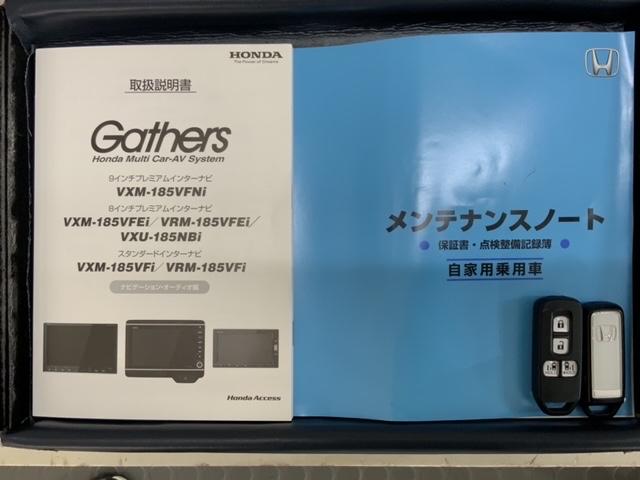 HONDA
The Power of Dreams
取扱説明書
Gathers
Honda Multi Car-AV System
9インチプレミアムインターナビ
VXM-185VFNi
8インチプレミアムインターナビ
VXM-185VFEi/VRM-185VFEi/
VXU-185NBi
スタンダードインターナビ
VXM-185VFi/VRM-185VFi
ナビゲーション・オーディオ編
Honda Access
メンテナンスノート
保証書・点検整備記録簿
自家用乗用車
HOLD
HOLD